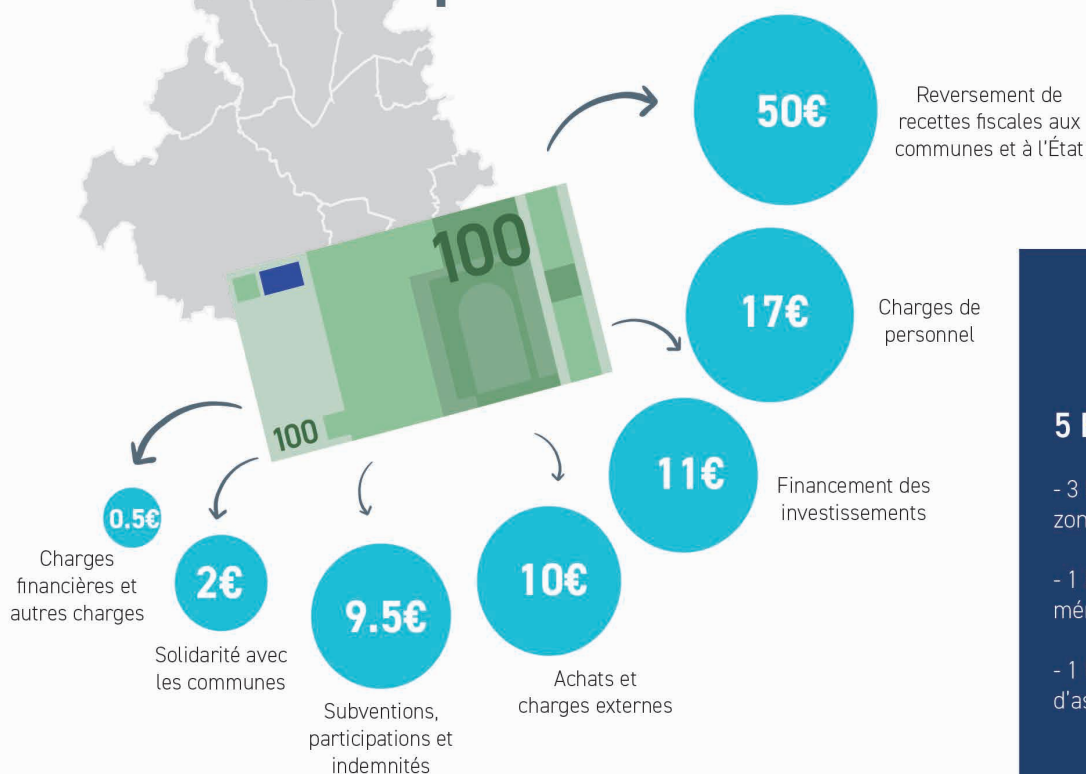 50€
Reversement de
recettes fiscales aux
communes et à l'État
100
100
17€
Charges de
personnel
11€
Financement des
investissements
10€
Achats et
charges externes
9.5€
Subventions,
participations et
indemnités
2€
Solidarité avec
les communes
0.5€
Charges
financières et
autres charges
5
- 3
zon
- 1
mé
- 1
d'as